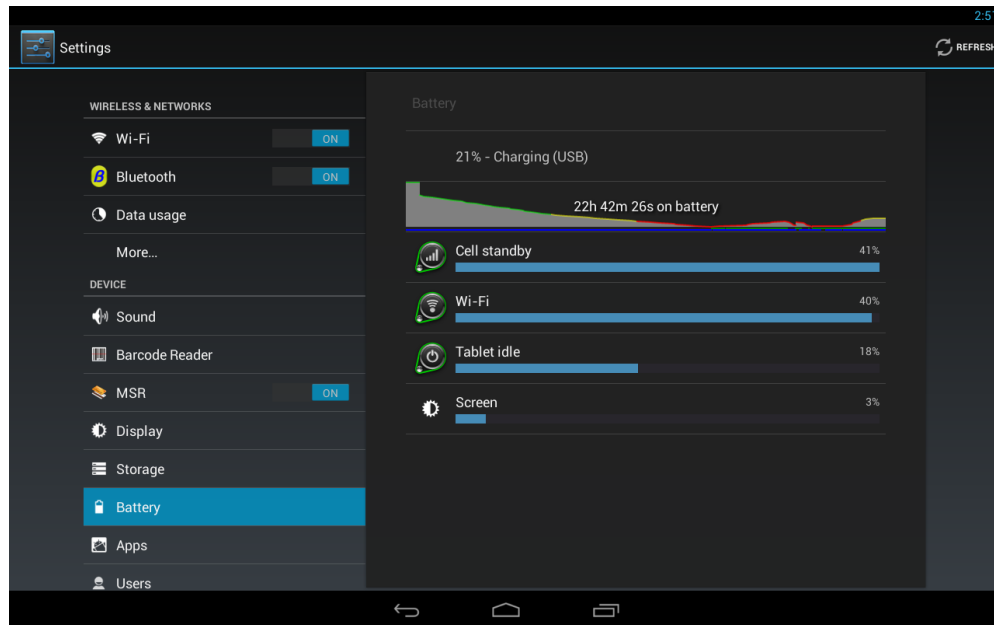 2:5
Settings
REFRESH
WIRELESS & NETWORKS
Wi-Fi
ON
Bluetooth
ON
Data usage
More...
DEVICE
Sound
Barcode Reader
MSR
ON
Display
Storage
Battery
Apps
Users
Battery
21% - Charging (USB)
22h 42m 26s on battery
Cell standby
41%
Wi-Fi
40%
Tablet idle
18%
Screen
3%